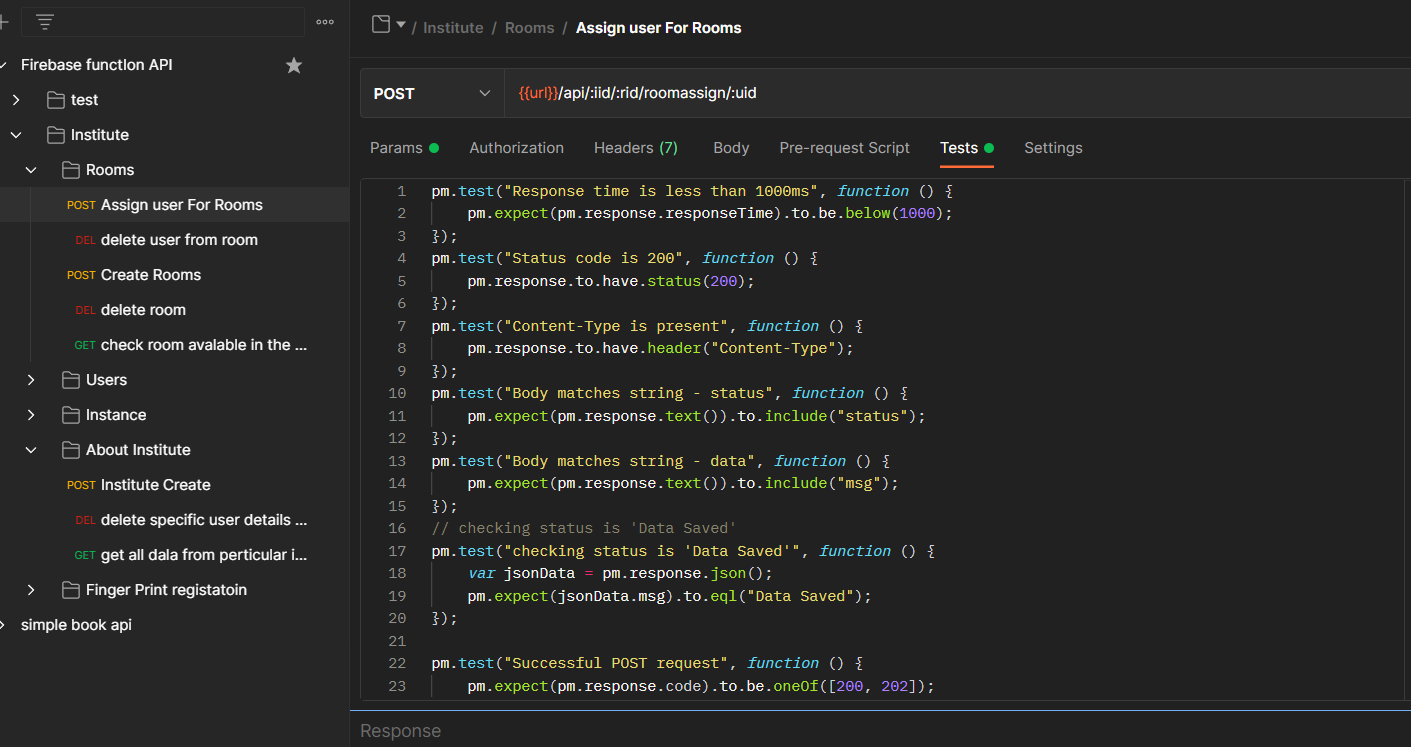 Firebase function API
test
Institute
Rooms
POST Assign user For Rooms
DEL delete user from room
POST Create Rooms
DEL delete room
GET check room avalable in the ...
Users
Instance
About Institute
POST Institute Create
DEL delete specific user details ...
GET get all dala from perticular i...
Finger Print registatoin
simple book api
/ Institute / Rooms / Assign user For Rooms
POST {{url}}/api/:iid/:rid/roomassign/:uid
Params Authorization Headers (7) Body Pre-request Script Tests Settings
1 pm.test("Response time is less than 1000ms", function () {
2 pm.expect(pm.response.responseTime).to.be.below(1000);
3 });
4 pm.test("Status code is 200", function () {
5 pm.response.to.have.status(200);
6 });
7 pm.test("Content-Type is present", function () {
8 pm.response.to.have.header("Content-Type");
9 });
10 pm.test("Body matches string - status", function () {
11 pm.expect(pm.response.text()).to.include("status");
12 });
13 pm.test("Body matches string - data", function () {
14 pm.expect(pm.response.text()).to.include("msg");
15 });
16 // checking status is 'Data Saved'
17 pm.test("checking status is 'Data Saved'", function () {
18 var jsonData = pm.response.json();
19 pm.expect(jsonData.msg).to.eql("Data Saved");
20 });
21
22 pm.test("Successful POST request", function () {
23 pm.expect(pm.response.code).to.be.oneOf([200, 202]);
Response